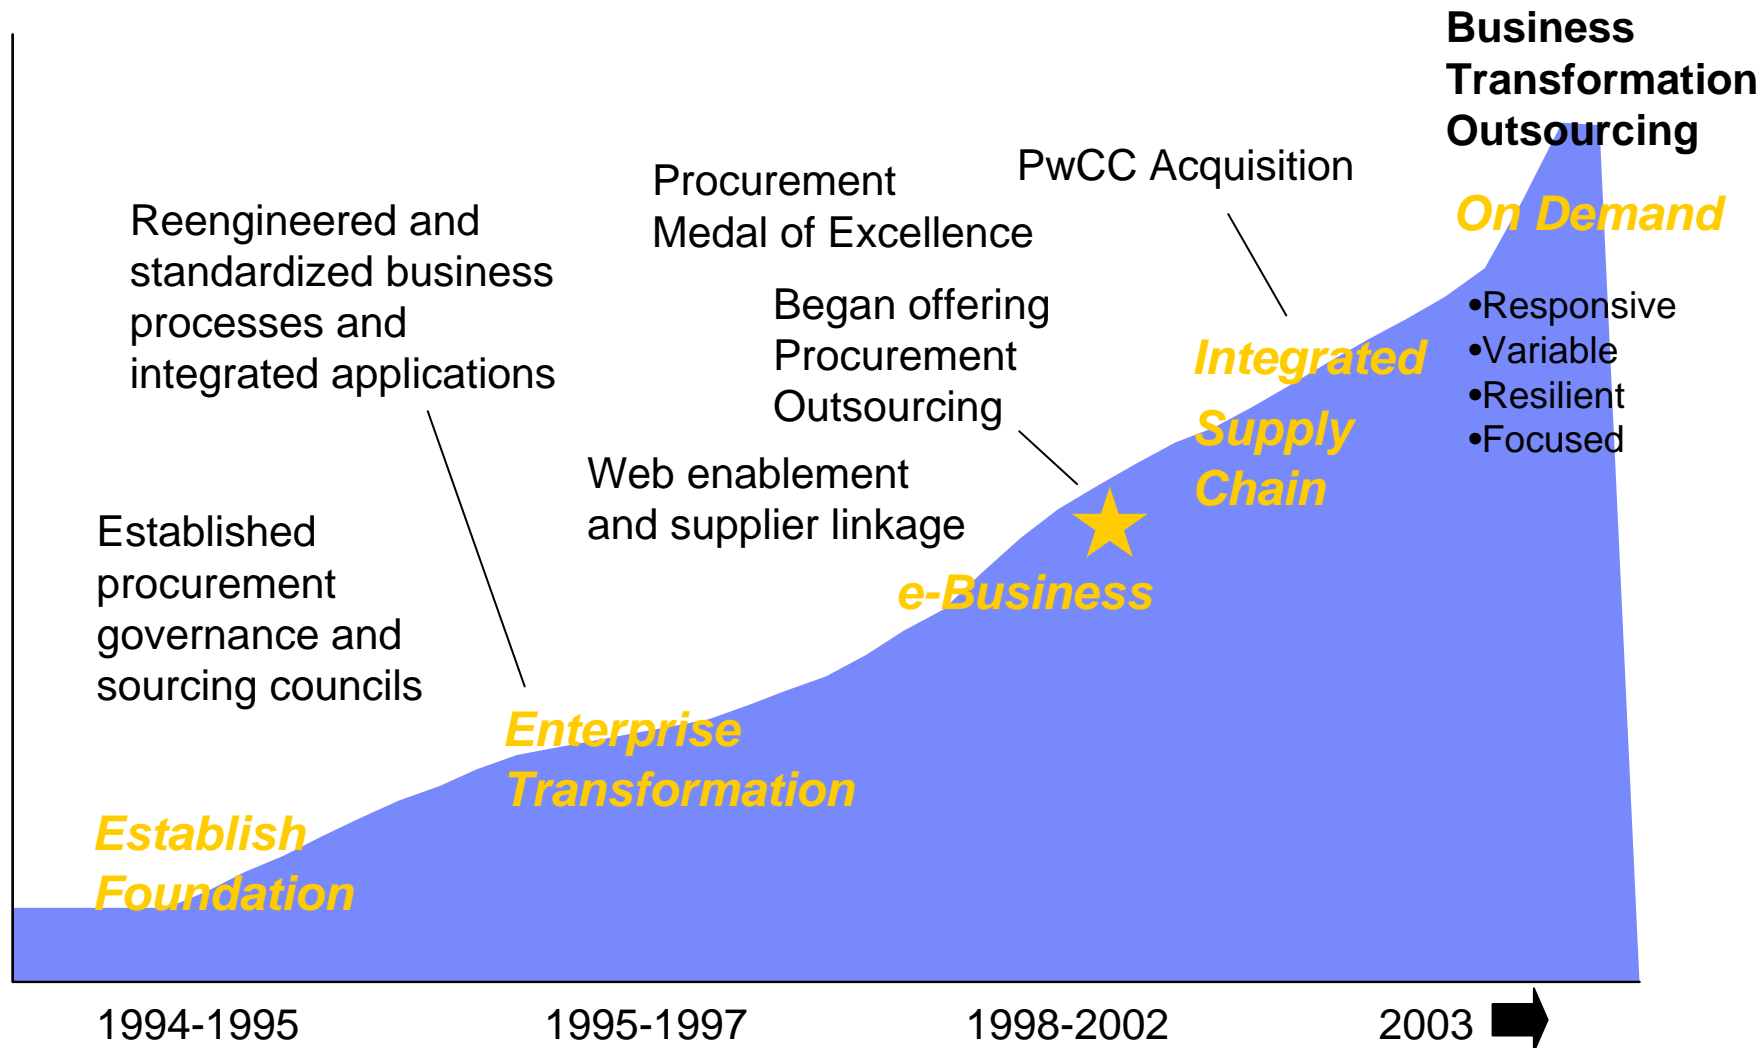 Business
Transformation
Outsourcing
PwCC Acquisition
Procurement
Medal of Excellence
On Demand
Reengineered and
standardized business
processes and
integrated applications
Began offering
Procurement
Outsourcing
•Responsive
•Variable
•Resilient
•Focused
Integrated
Supply
Chain
Web enablement
and supplier linkage
Established
procurement
governance and
sourcing councils
e-Business
Enterprise
Transformation
Establish
Foundation
1994-1995
1995-1997
1998-2002
2003